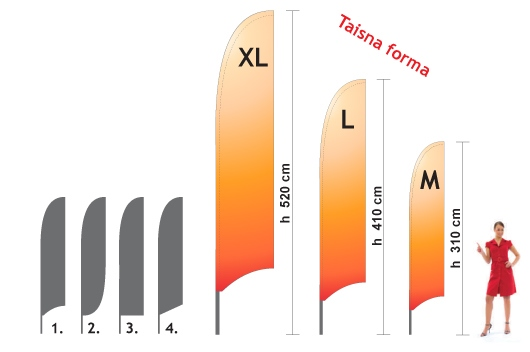 Taisna forma
XL
L
M
h 520 cm
h 410 cm
h 310 cm
1. 2. 3. 4.